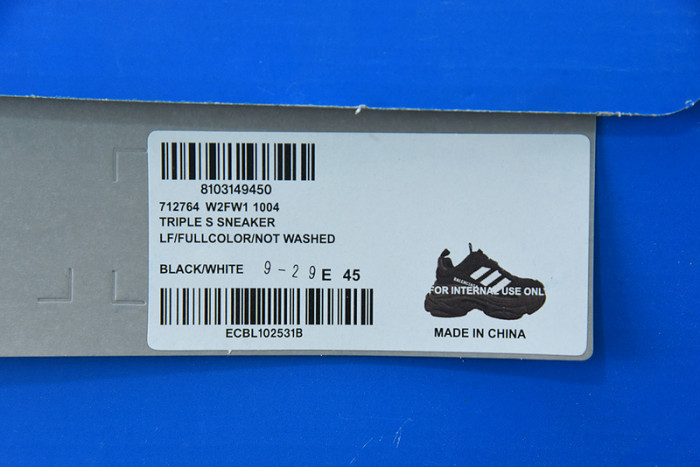 8103149450
712764 W2FW1 1004
TRIPLE S SNEAKER
LF/FULLCOLOR/NOT WASHED
BLACK/WHITE 9-29 E 45
ECBL102531B
BALENCIAGA
FOR INTERNAL USE ONLY
MADE IN CHINA